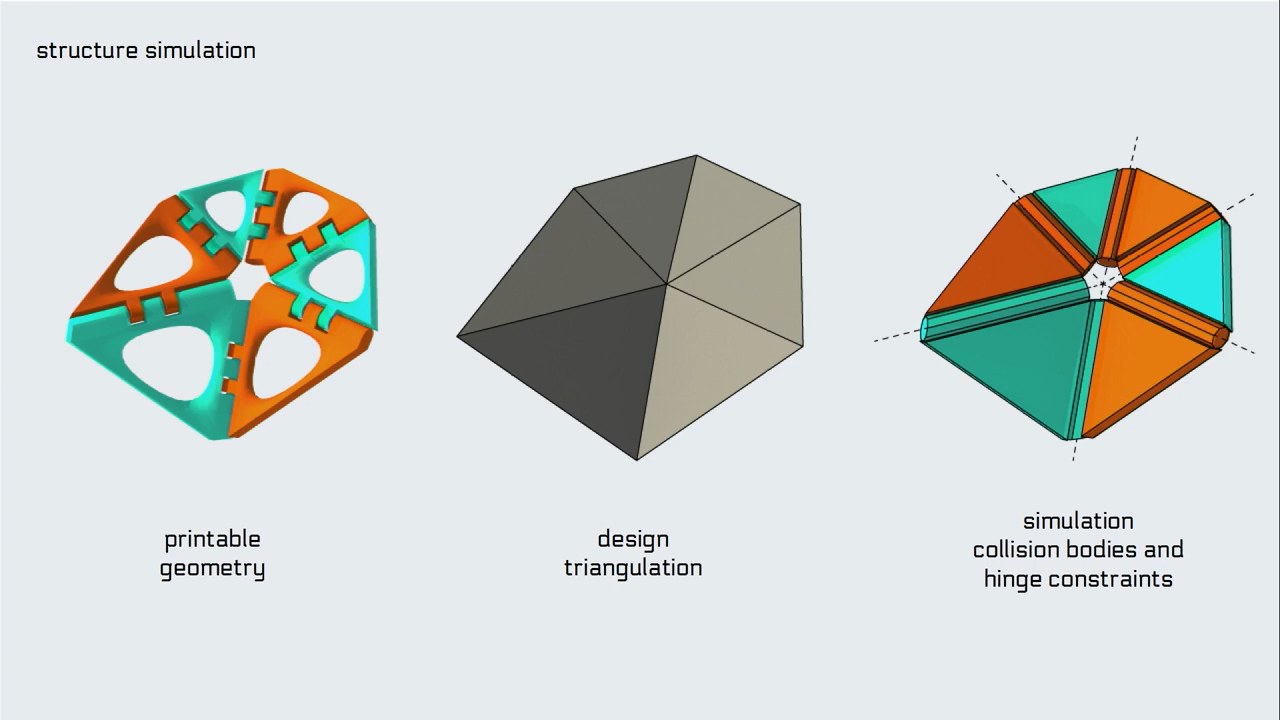 structure simulation
printable
geometry
design
triangulation
simulation
collision bodies and
hinge constraints